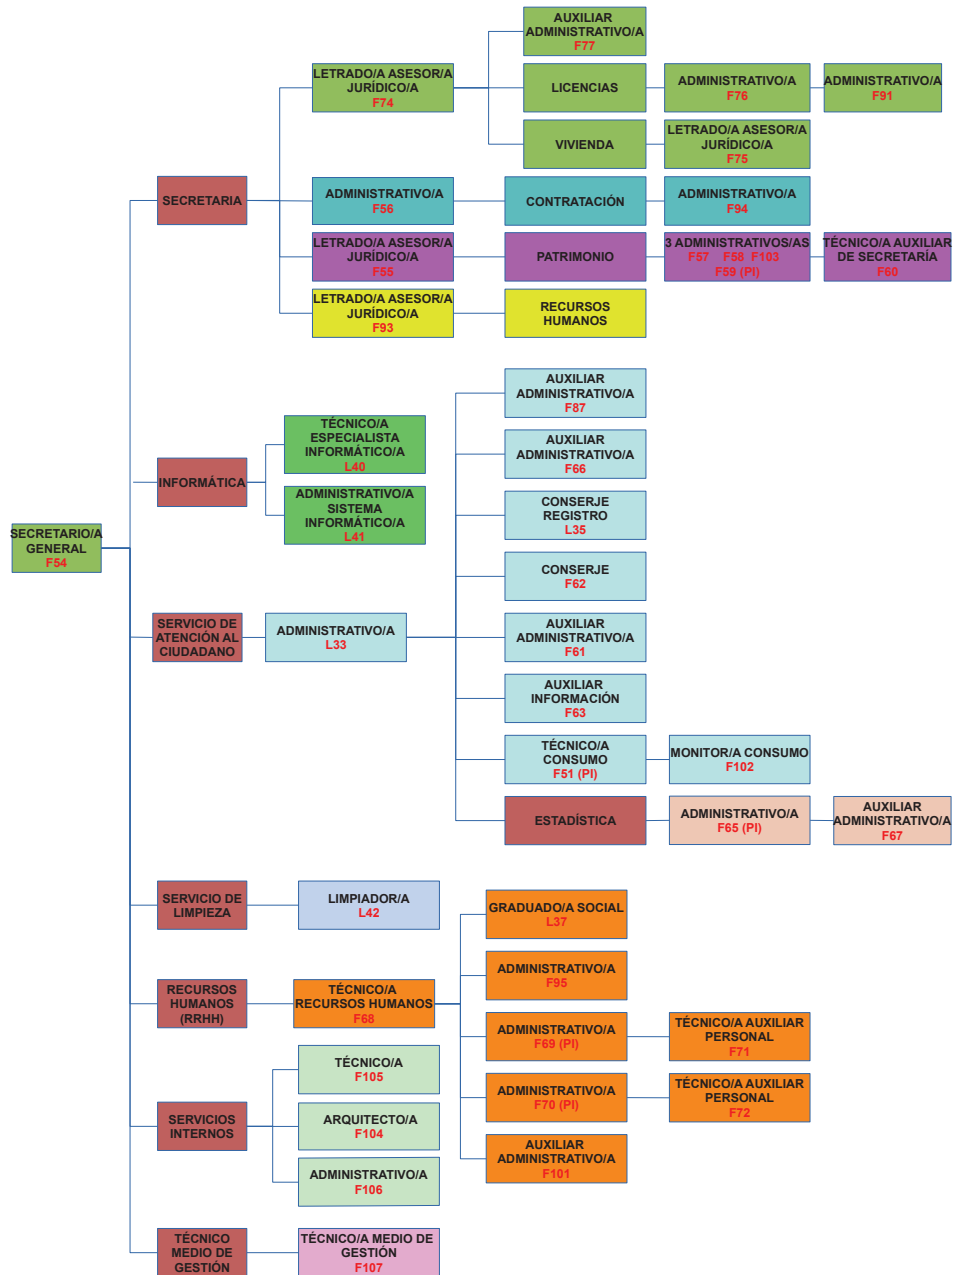 AUXILIAR
ADMINISTRATIVO/A
F77
LETRADO/A ASESOR/A
JURÍDICO/A
F74
LICENCIAS
ADMINISTRATIVO/A
F76
ADMINISTRATIVO/A
F91
VIVIENDA
LETRADO/A ASESOR/A
JURÍDICO/A
F75
SECRETARIA
ADMINISTRATIVO/A
F56
CONTRATACIÓN
ADMINISTRATIVO/A
F94
LETRADO/A ASESOR/A
JURÍDICO/A
F55
PATRIMONIO
3 ADMINISTRATIVOS/AS
F57 F58 F103
F59 (PI)
TÉCNICO/A AUXILIAR
DE SECRETARÍA
F60
LETRADO/A ASESOR/A
JURÍDICO/A
F93
RECURSOS
HUMANOS
AUXILIAR
ADMINISTRATIVO/A
F87
TÉCNICO/A
ESPECIALISTA
INFORMÁTICO/A
L40
AUXILIAR
ADMINISTRATIVO/A
F66
INFORMÁTICA
ADMINISTRATIVO/A
SISTEMA
INFORMÁTICO/A
L41
CONSERJE
REGISTRO
L35
SECRETARIO/A
GENERAL
F54
CONSERJE
F62
SERVICIO DE
ATENCIÓN AL
CIUDADANO
ADMINISTRATIVO/A
L33
AUXILIAR
ADMINISTRATIVO/A
F61
AUXILIAR
INFORMACIÓN
F63
TÉCNICO/A
CONSUMO
F51 (PI)
MONITOR/A CONSUMO
F102
ESTADÍSTICA
ADMINISTRATIVO/A
F65 (PI)
AUXILIAR
ADMINISTRATIVO/A
F67
SERVICIO DE
LIMPIEZA
LIMPIADOR/A
L42
GRADUADO/A SOCIAL
L37
ADMINISTRATIVO/A
F95
RECURSOS
HUMANOS
(RRHH)
TÉCNICO/A
RECURSOS HUMANOS
F68
ADMINISTRATIVO/A
F69 (PI)
TÉCNICO/A AUXILIAR
PERSONAL
F71
TÉCNICO/A
F105
ADMINISTRATIVO/A
F70 (PI)
TÉCNICO/A AUXILIAR
PERSONAL
F72
SERVICIOS
INTERNOS
ARQUITECTO/A
F104
AUXILIAR
ADMINISTRATIVO/A
F101
ADMINISTRATIVO/A
F106
TÉCNICO
MEDIO DE
GESTIÓN
TÉCNICO/A MEDIO DE
GESTIÓN
F107